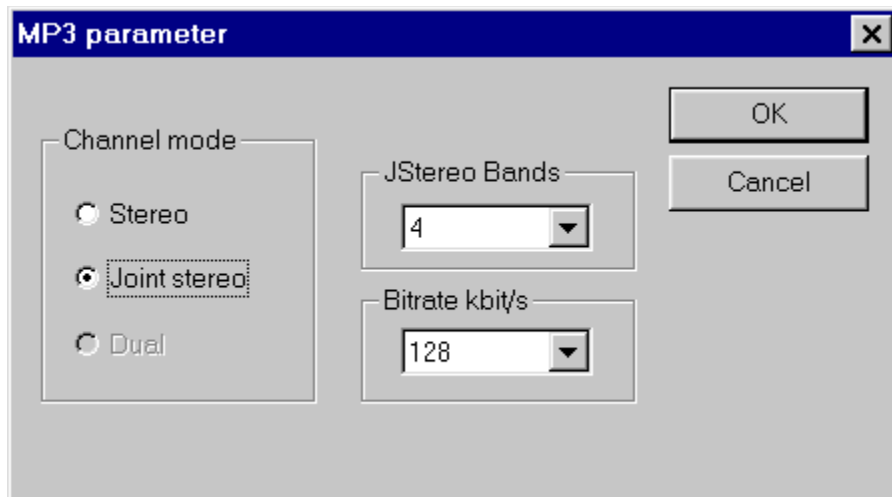 MP3 parameter
Channel mode
Stereo
Joint stereo
Dual
JStereo Bands
4
Bitrate kbit/s
128
OK
Cancel